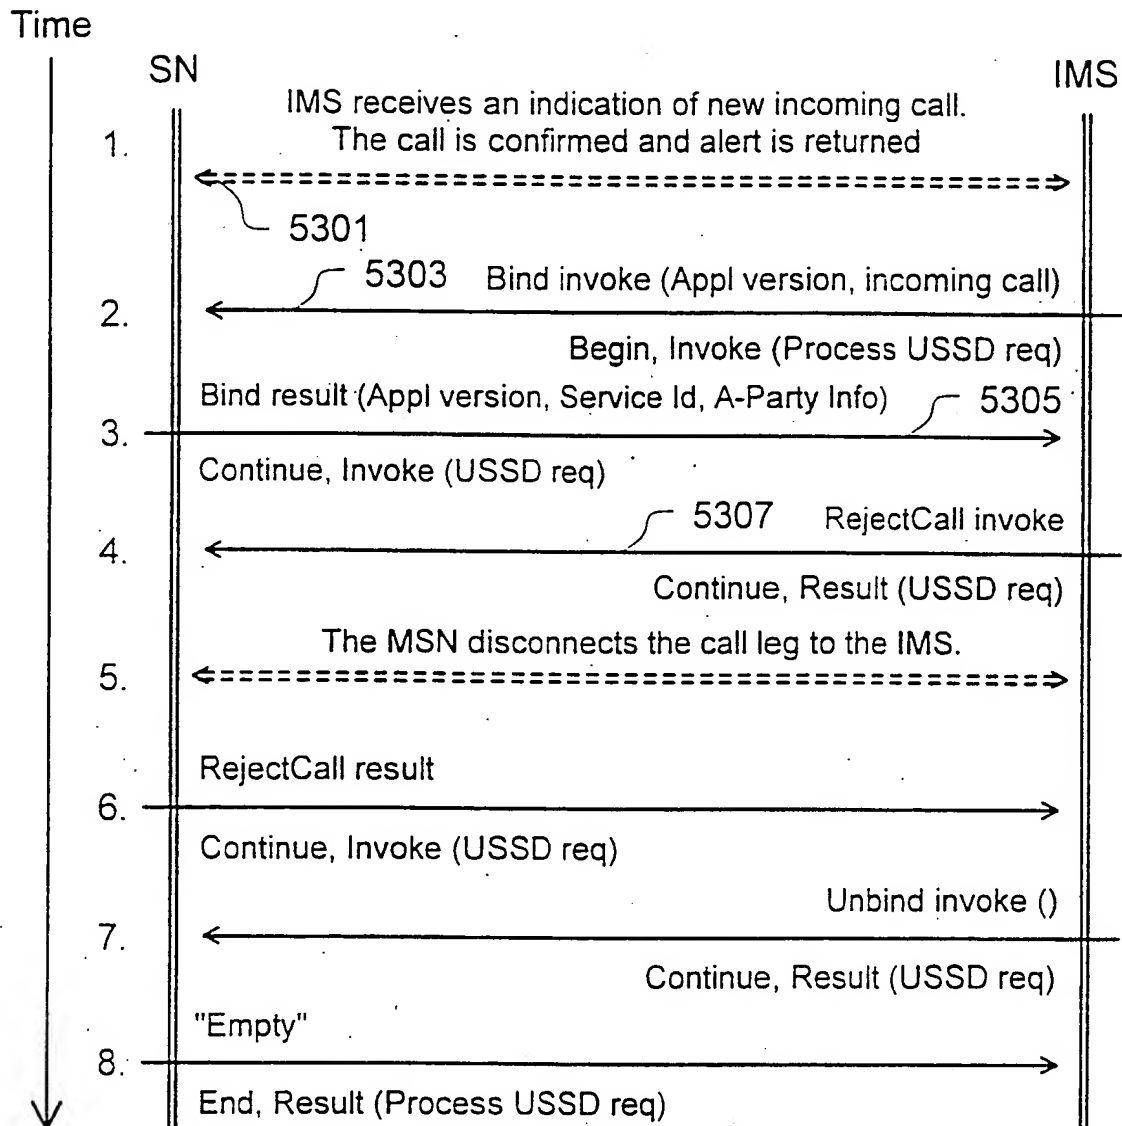 Time
SN
IMS
IMS receives an indication of new incoming call.
1.
The call is confirmed and alert is returned
5301
5303
Bind invoke (Appl version, incoming call)
2.
Begin, Invoke (Process USSD req)
Bind result (Appl version, Service Id, A-Party Info)
5305
3.
Continue, Invoke (USSD req)
5307
RejectCall invoke
4.
Continue, Result (USSD req)
The MSN disconnects the call leg to the IMS.
5.
RejectCall result
6.
Continue, Invoke (USSD req)
Unbind invoke ()
7.
Continue, Result (USSD req)
"Empty"
8.
End, Result (Process USSD req)